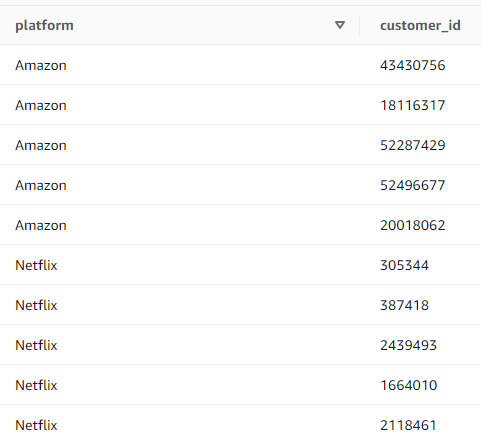 platform customer_id
Amazon 43430756
Amazon 18116317
Amazon 52287429
Amazon 52496677
Amazon 20018062
Netflix 305344
Netflix 387418
Netflix 2439493
Netflix 1664010
Netflix 2118461